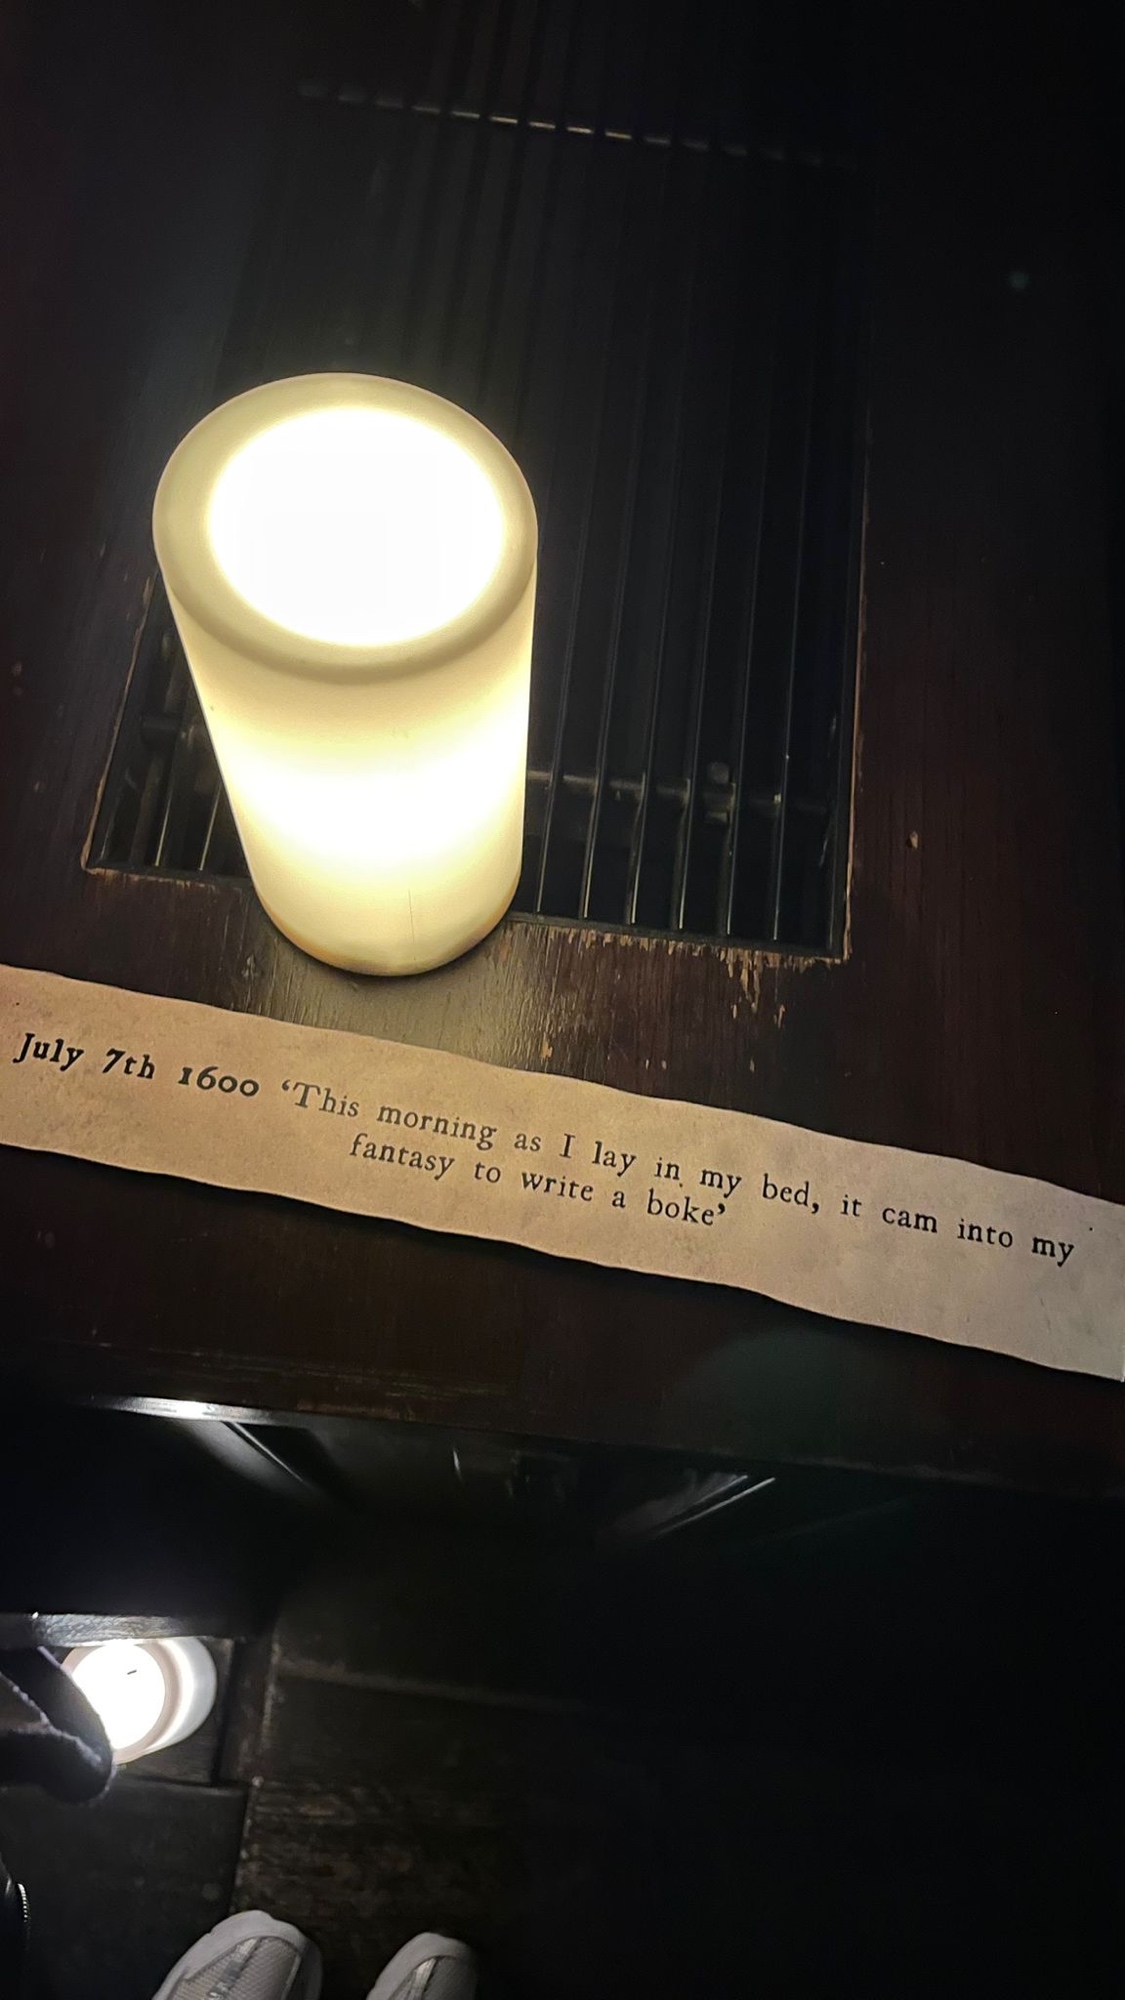 July 7th 1600 ‘This morning as I lay in my bed, it cam into my
fantasy to write a boke’